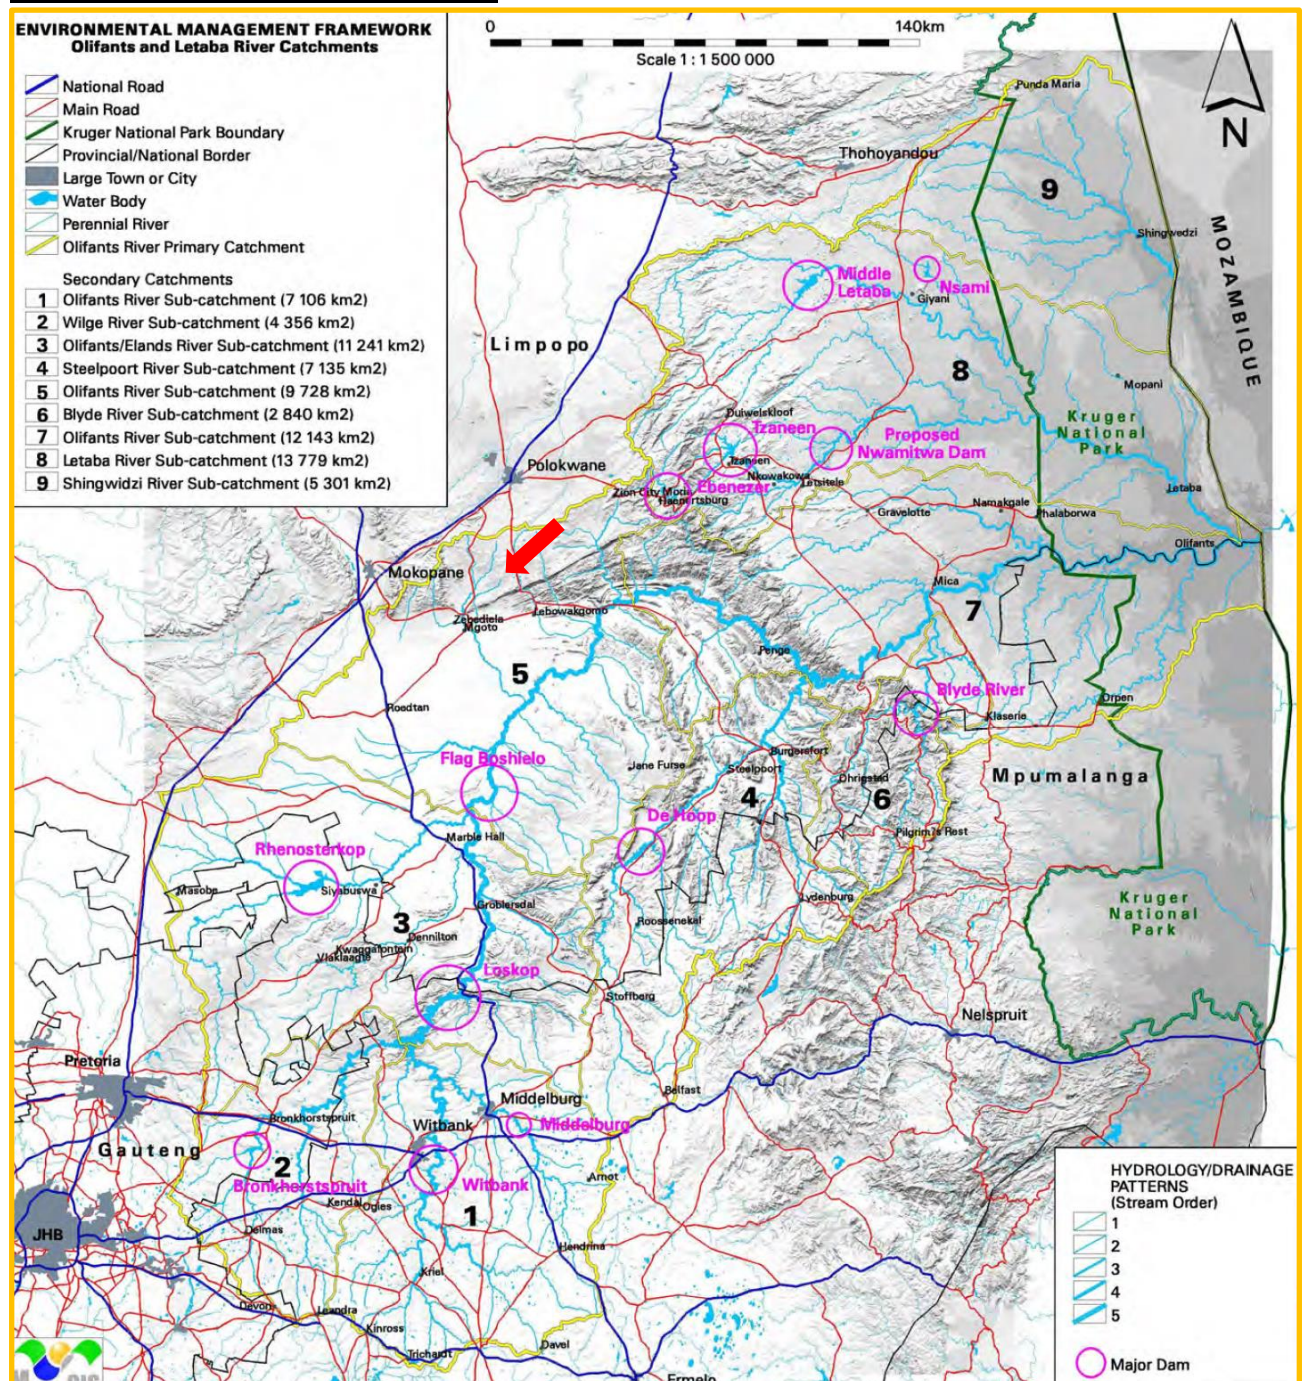 ENVIRONMENTAL MANAGEMENT FRAMEWORK
Olifants and Letaba River Catchments
National Road
Main Road
Kruger National Park Boundary
Provincial/National Border
Large Town or City
Water Body
Perennial River
Olifants River Primary Catchment
Secondary Catchments
1 Olifants River Sub-catchment (7 106 km2)
2 Wilge River Sub-catchment (4 356 km2)
3 Olifants/Elands River Sub-catchment (11 241 km2)
4 Steelpoort River Sub-catchment (7 135 km2)
5 Olifants River Sub-catchment (9 728 km2)
6 Blyde River Sub-catchment (2 840 km2)
7 Olifants River Sub-catchment (12 143 km2)
8 Letaba River Sub-catchment (13 779 km2)
9 Shingwidzi River Sub-catchment (5 301 km2)
0 140km
Scale 1 : 1 500 000
N
Punda Maria
Thohoyandou
9
Shingwedzi
MOZAMBIQUE
Middle
Letaba
Nsami
Giyani
Limpopo
8
Mopani
Kruger
National
Park
Duiwelskloof
Tzaneen
Tzaneen
Proposed
Nwamitwa Dam
Polokwane
Nkowakowa
Letsitele
Ebenezer
Zion City Moria
Haenertsburg
Letaba
Namakgale
Gravelotte
Phalaborwa
Olifants
Mokopane
Mica
7
Lebowakgomo
Zebediela
Mgoto
5
Penge
Blyde River
Orpen
Klaserie
Roedtan
Flag Boshielo
Jane Furse
Burgersfort
Steelpoort
Ohrigstad
Mpumalanga
4
6
De Hoop
Marble Hall
Pilgrim's Rest
Rhenosterkop
Masobe
Siyabuswa
Lydenburg
Kruger
National
Park
Groblersdal
3
Roossenekal
Dennilton
Kwaggafontein
Vlaklaagte
Loskop
Stoffberg
Nelspruit
Pretoria
Belfast
Middelburg
Bronkhorstspruit
Witbank
Middelburg
Gauteng
2
Bronkhorstspruit
Witbank
Arnot
Kendal
Ogies
1
JHB
Delmas
Hendrina
Kriel
Devon
Leandra
Kinross
Trichardt
Davel
Ermelo
HYDROLOGY/DRAINAGE
PATTERNS
(Stream Order)
1
2
3
4
5
Major Dam